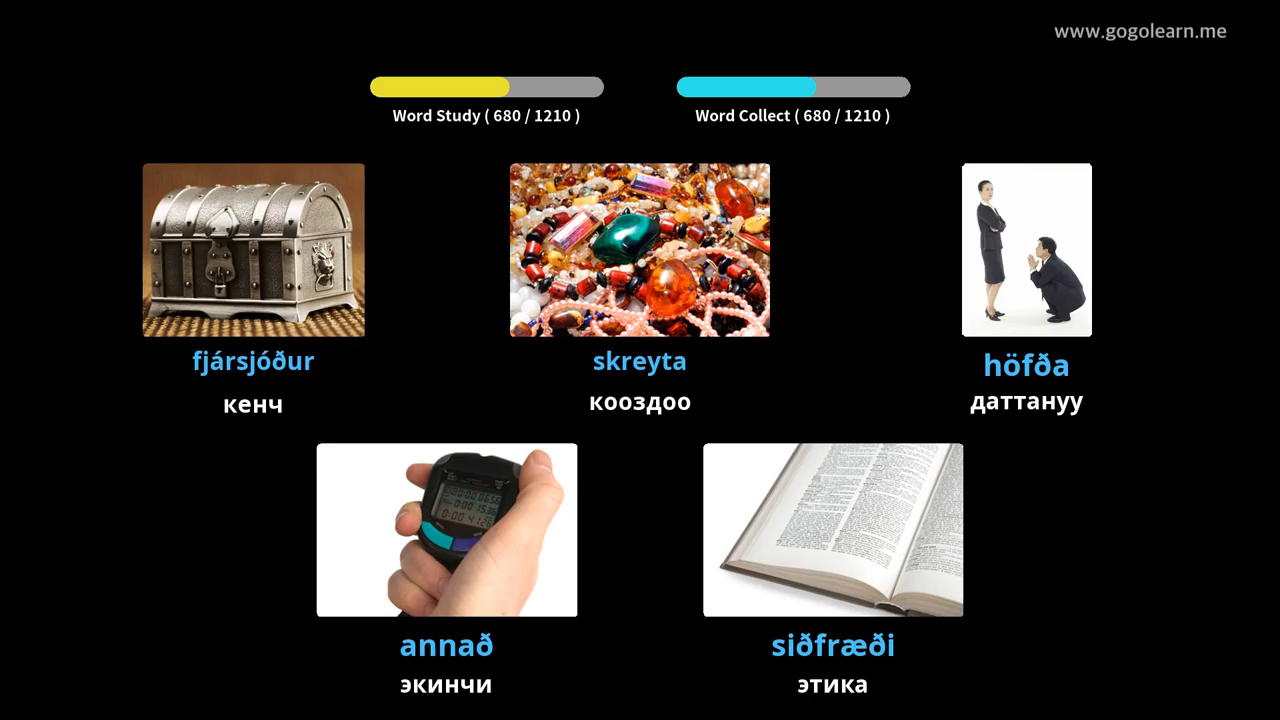 www.gogolearn.me
Word Study ( 680 / 1210 )
Word Collect ( 680 / 1210 )
fjársjóður
кенч
skreyta
кооздоо
höfða
даттануу
annað
экинчи
siðfræði
этика